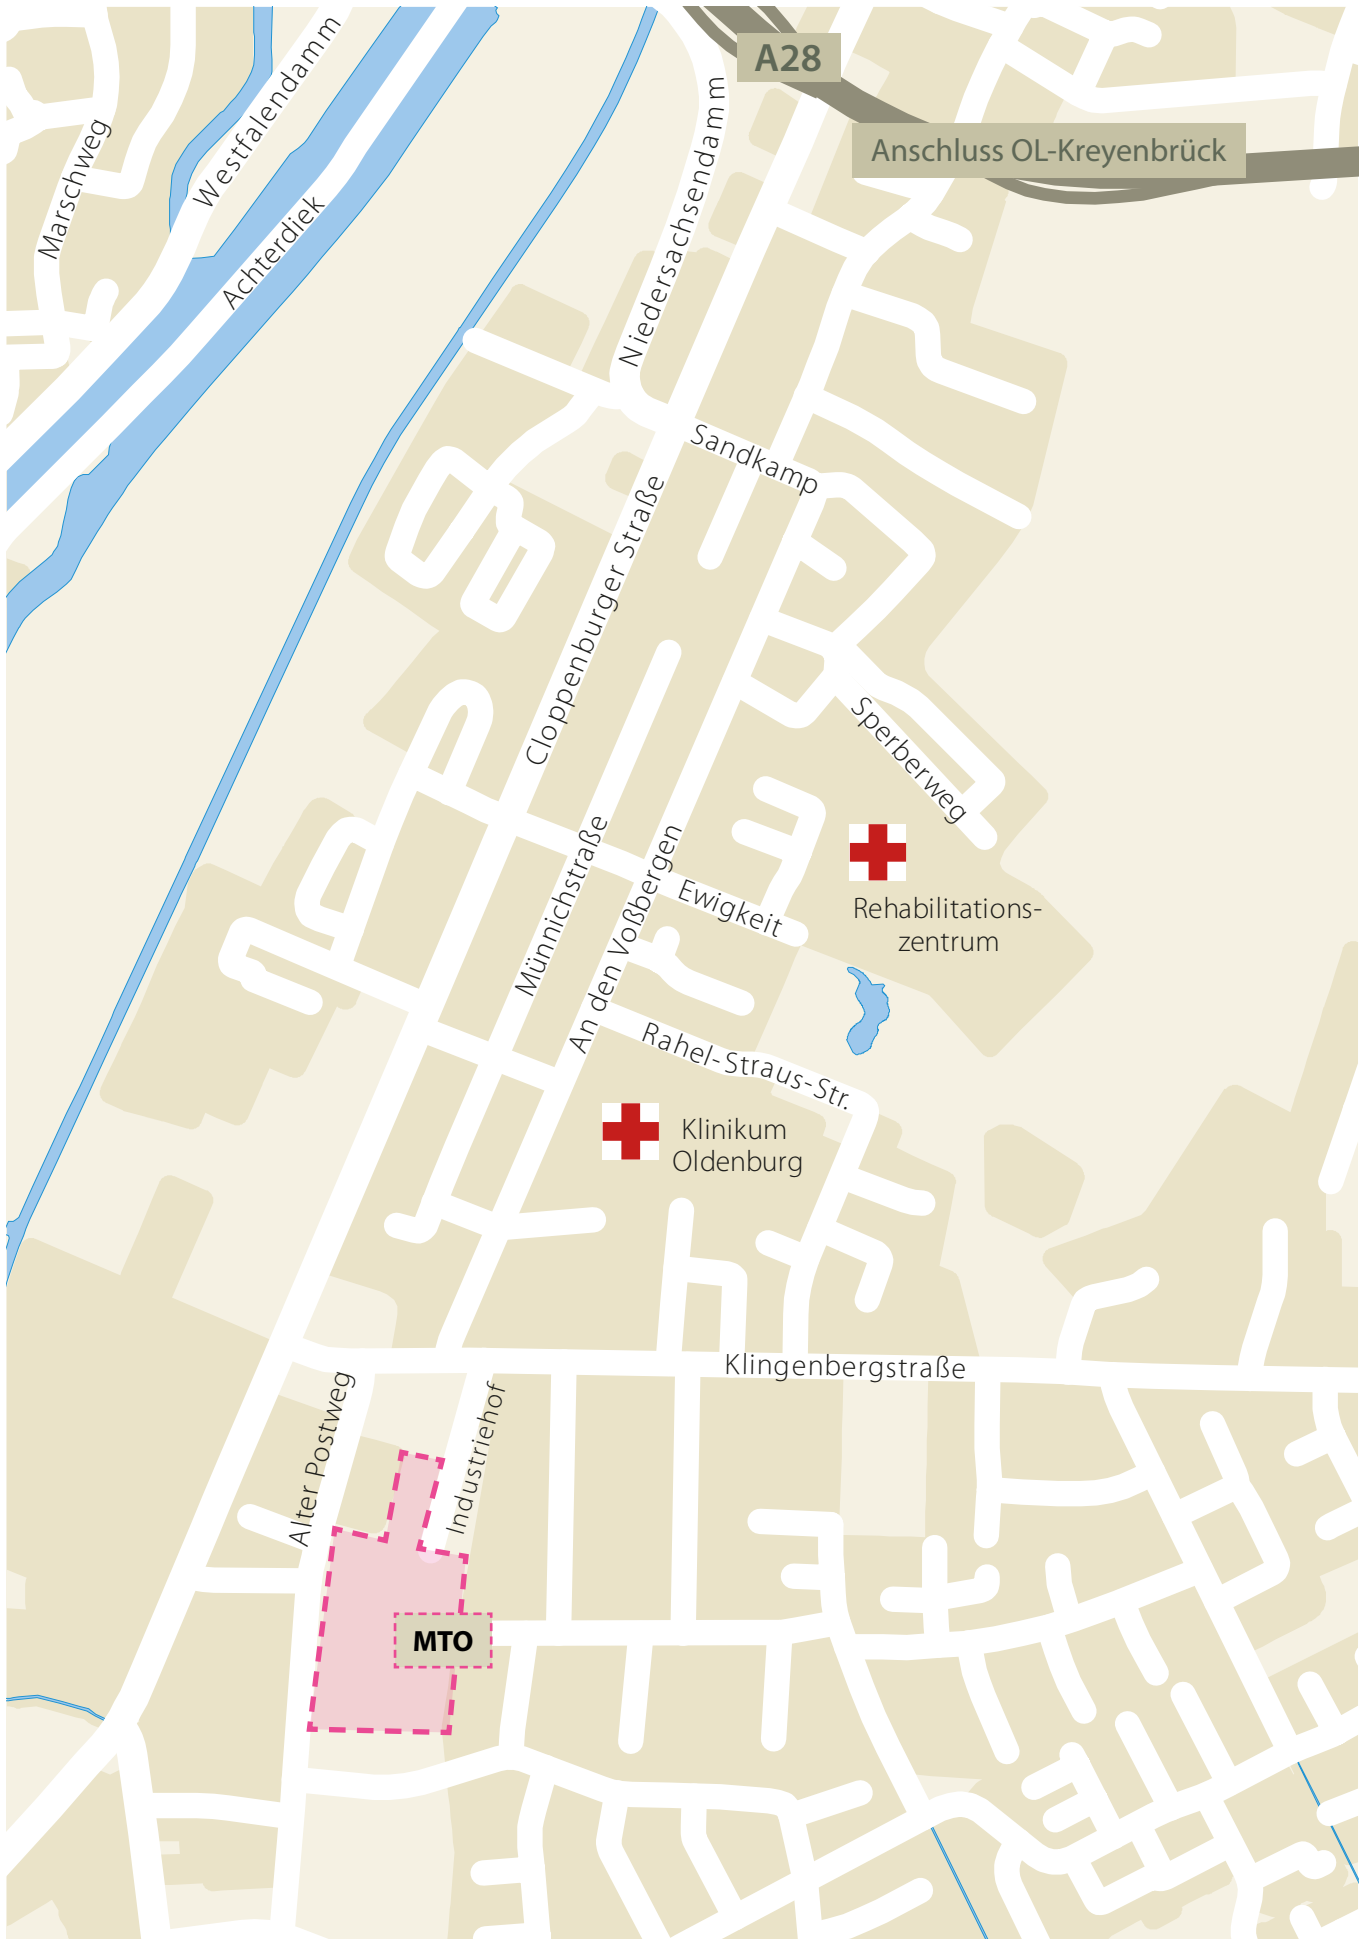 A28
Anschluss OL-Kreyenbrück
Westfalendamm
Marschweg
Achterdiek
Niedersachsendamm
Sandkamp
Cloppenburger Straße
Sperberweg
Münnichstraße
An den Voßbergen
Ewigkeit
Rehabilitations-
zentrum
Rahel-Straus-Str.
Klinikum
Oldenburg
Klingenbergstraße
Alter Postweg
Industriehof
MTO